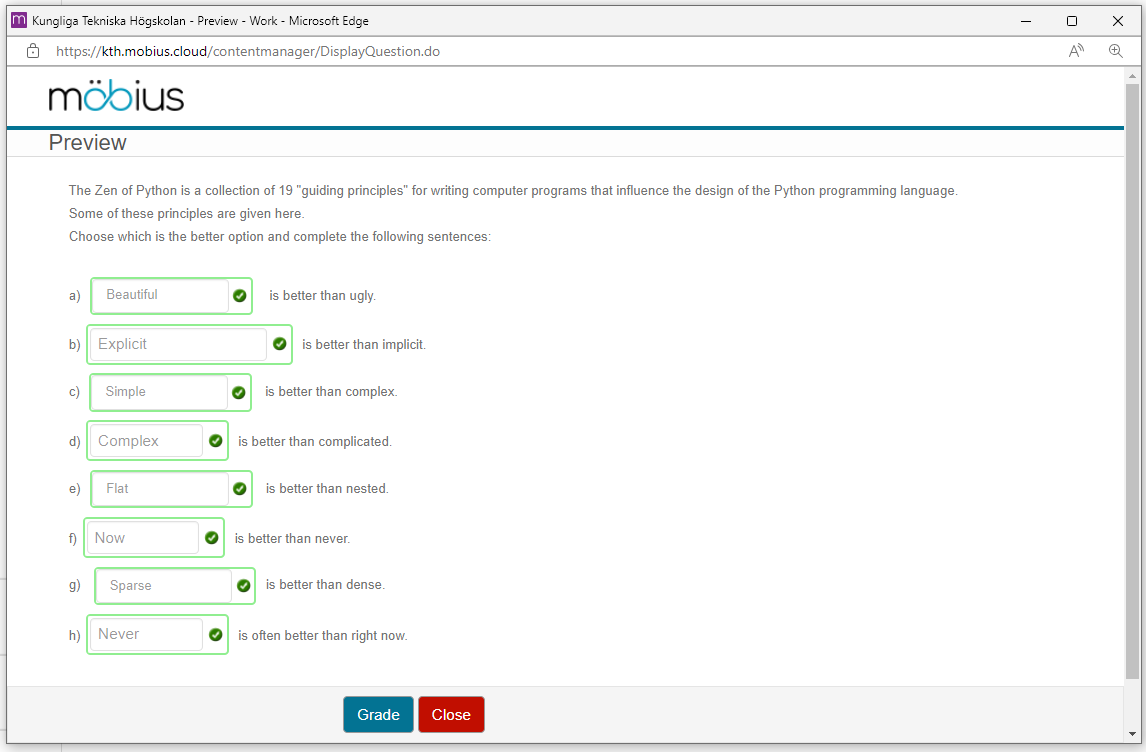 Kungliga Tekniska Högskolan - Preview - Work - Microsoft Edge
https://kth.mobius.cloud/contentmanager/DisplayQuestion.do
möbius
Preview
The Zen of Python is a collection of 19 "guiding principles" for writing computer programs that influence the design of the Python programming language.
Some of these principles are given here.
Choose which is the better option and complete the following sentences:
a) Beautiful is better than ugly.
b) Explicit is better than implicit.
c) Simple is better than complex.
d) Complex is better than complicated.
e) Flat is better than nested.
f) Now is better than never.
g) Sparse is better than dense.
h) Never is often better than right now.
Grade Close